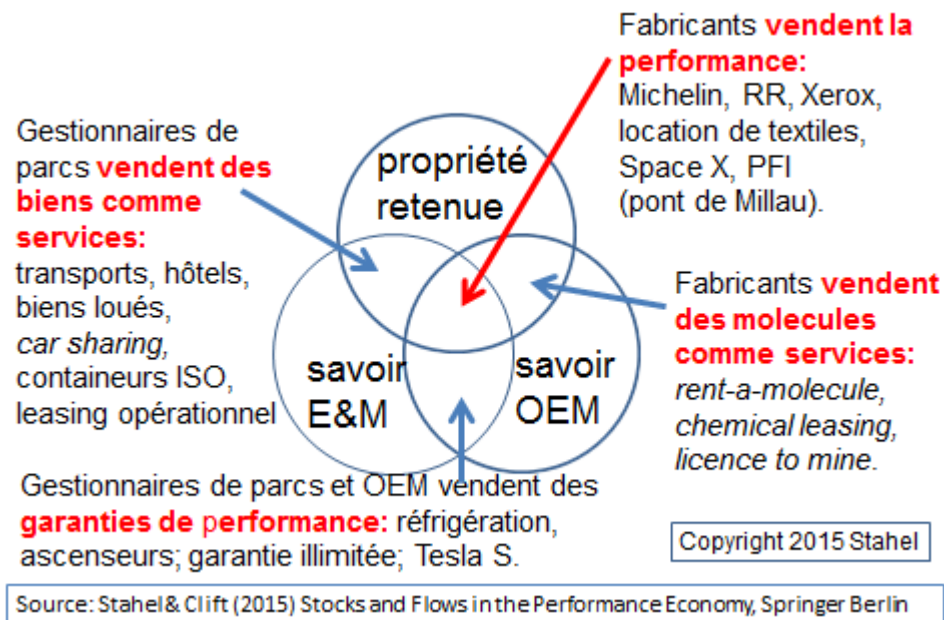 Fabricants vendent la
performance:
Michelin, RR, Xerox,
location de textiles,
Space X, PFI
(pont de Millau).
Gestionnaires de
parcs vendent des
biens comme
services:
transports, hôtels,
biens loués,
car sharing,
containeurs ISO,
leasing opérationnel
propriété
retenue
savoir
E&M
savoir
OEM
Fabricants vendent
des molecules
comme services:
rent-a-molecule,
chemical leasing,
licence to mine.
Gestionnaires de parcs et OEM vendent des
garanties de performance: réfrigération,
ascenseurs; garantie illimitée; Tesla S.
Copyright 2015 Stahel
Source: Stahel & Clift (2015) Stocks and Flows in the Performance Economy, Springer Berlin